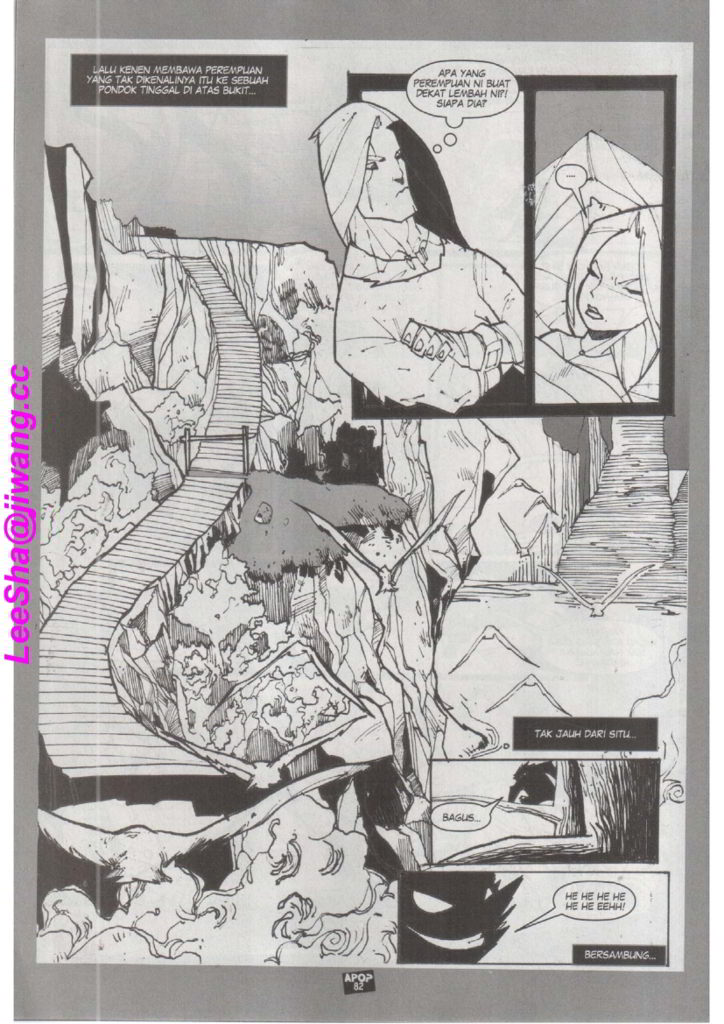 LALU KENEN MEMBAWA PEREMPUAN
YANG TAK DIKENALINYA ITU KE SEBUAH
PONDOK TINGGAL DI ATAS BUKIT...
APA YANG
PEREMPUAN NI BUAT
DEKAT LEMBAH NI?!
SIAPA DIA?
....
TAK JAUH DARI SITU...
BAGUS...
HE HE HE HE
HE HE EEHH!
BERSAMBUNG...
APOP
82
LeeSha@jiwang.cc